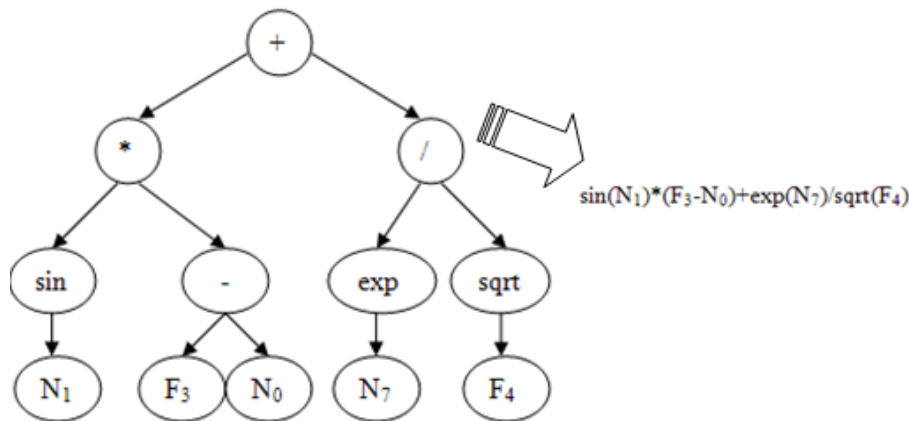 +
*
/
sin(N₁)*(F₃-N₀)+exp(N₇)/sqrt(F₄)
sin
-
exp
sqrt
N₁
F₃
N₀
N₇
F₄